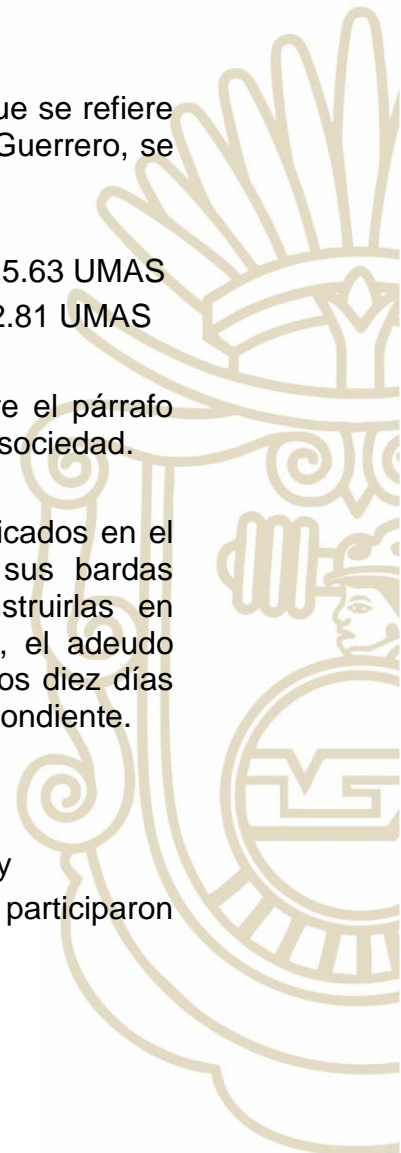 ue se refiere
Guerrero, se
5.63 UMAS
2.81 UMAS
e el párrafo
sociedad.
icados en el
sus bardas
struirlas en
, el adeudo
os diez días
ondiente.
y
participaron